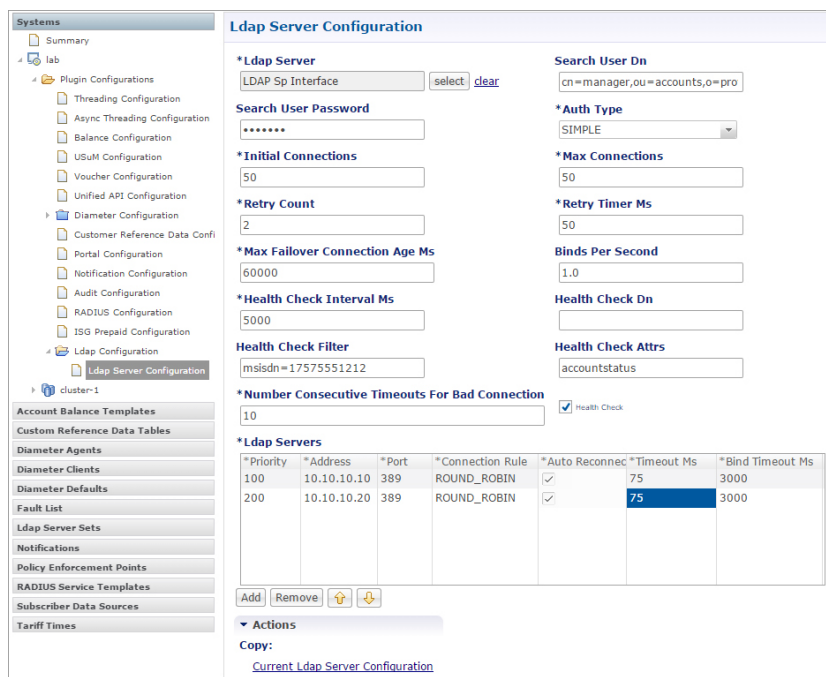 Systems
Summary
lab
Plugin Configurations
Threading Configuration
Async Threading Configuration
Balance Configuration
USuM Configuration
Voucher Configuration
Unified API Configuration
Diameter Configuration
Customer Reference Data Confi
Portal Configuration
Notification Configuration
Audit Configuration
RADIUS Configuration
ISG Prepaid Configuration
Ldap Configuration
Ldap Server Configuration
cluster-1
Account Balance Templates
Custom Reference Data Tables
Diameter Agents
Diameter Clients
Diameter Defaults
Fault List
Ldap Server Sets
Notifications
Policy Enforcement Points
RADIUS Service Templates
Subscriber Data Sources
Tariff Times
Ldap Server Configuration
*Ldap Server Search User Dn
LDAP Sp Interface select clear cn=manager,ou=accounts,o=pro
Search User Password *Auth Type
••••••• SIMPLE
*Initial Connections *Max Connections
50 50
*Retry Count *Retry Timer Ms
2 50
*Max Failover Connection Age Ms Binds Per Second
60000 1.0
*Health Check Interval Ms Health Check Dn
5000
Health Check Filter Health Check Attrs
msisdn=17575551212 accountstatus
*Number Consecutive Timeouts For Bad Connection
10 Health Check
*Ldap Servers
*Priority *Address *Port *Connection Rule *Auto Reconnec *Timeout Ms *Bind Timeout Ms
100 10.10.10.10 389 ROUND_ROBIN 75 3000
200 10.10.10.20 389 ROUND_ROBIN 75 3000
Add Remove
Actions
Copy:
Current Ldap Server Configuration